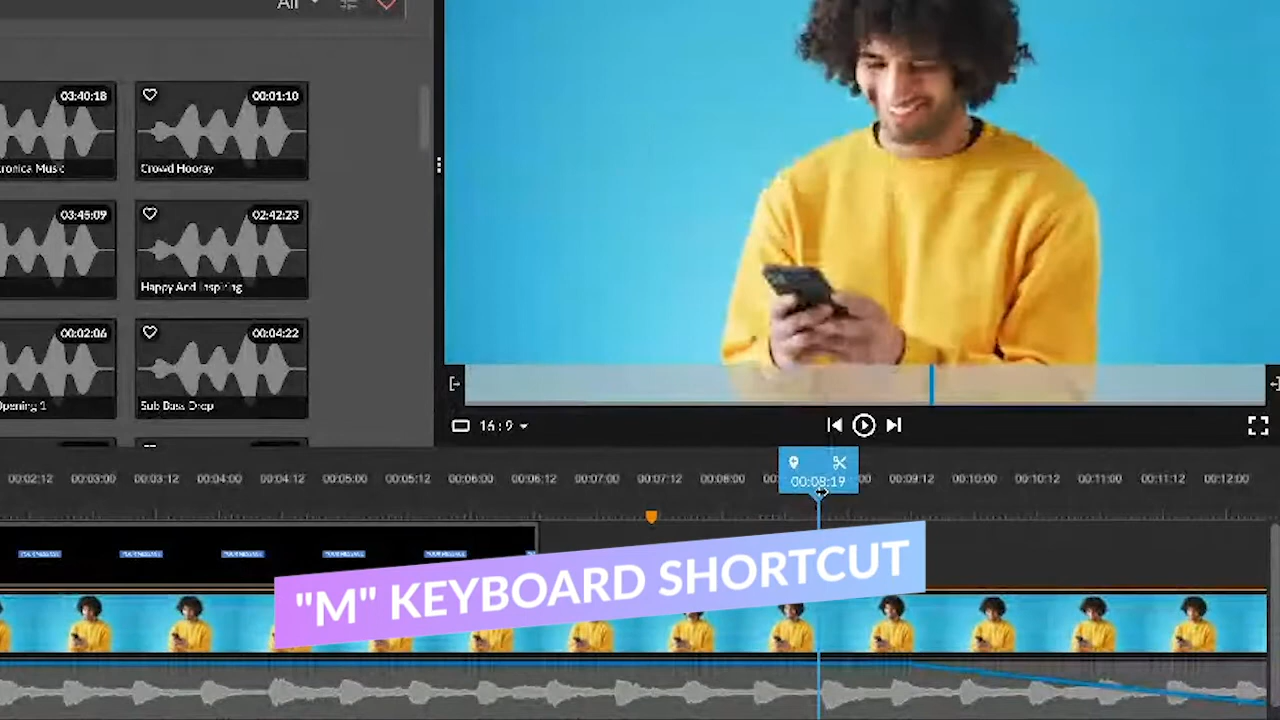 All
03:40:18
00:01:10
ronica Music
Crowd Hooray
03:45:09
02:42:23
Happy And Inspiring
00:02:06
00:04:22
Opening 1
Sub Bass Drop
16:9
00:08:19
00:02:12 00:03:00 00:03:12 00:04:00 00:04:12 00:05:00 00:05:12 00:06:00 00:06:12 00:07:00 00:07:12 00:08:00 00:09:12 00:10:00 00:10:12 00:11:00 00:11:12 00:12:00
"M" KEYBOARD SHORTCUT